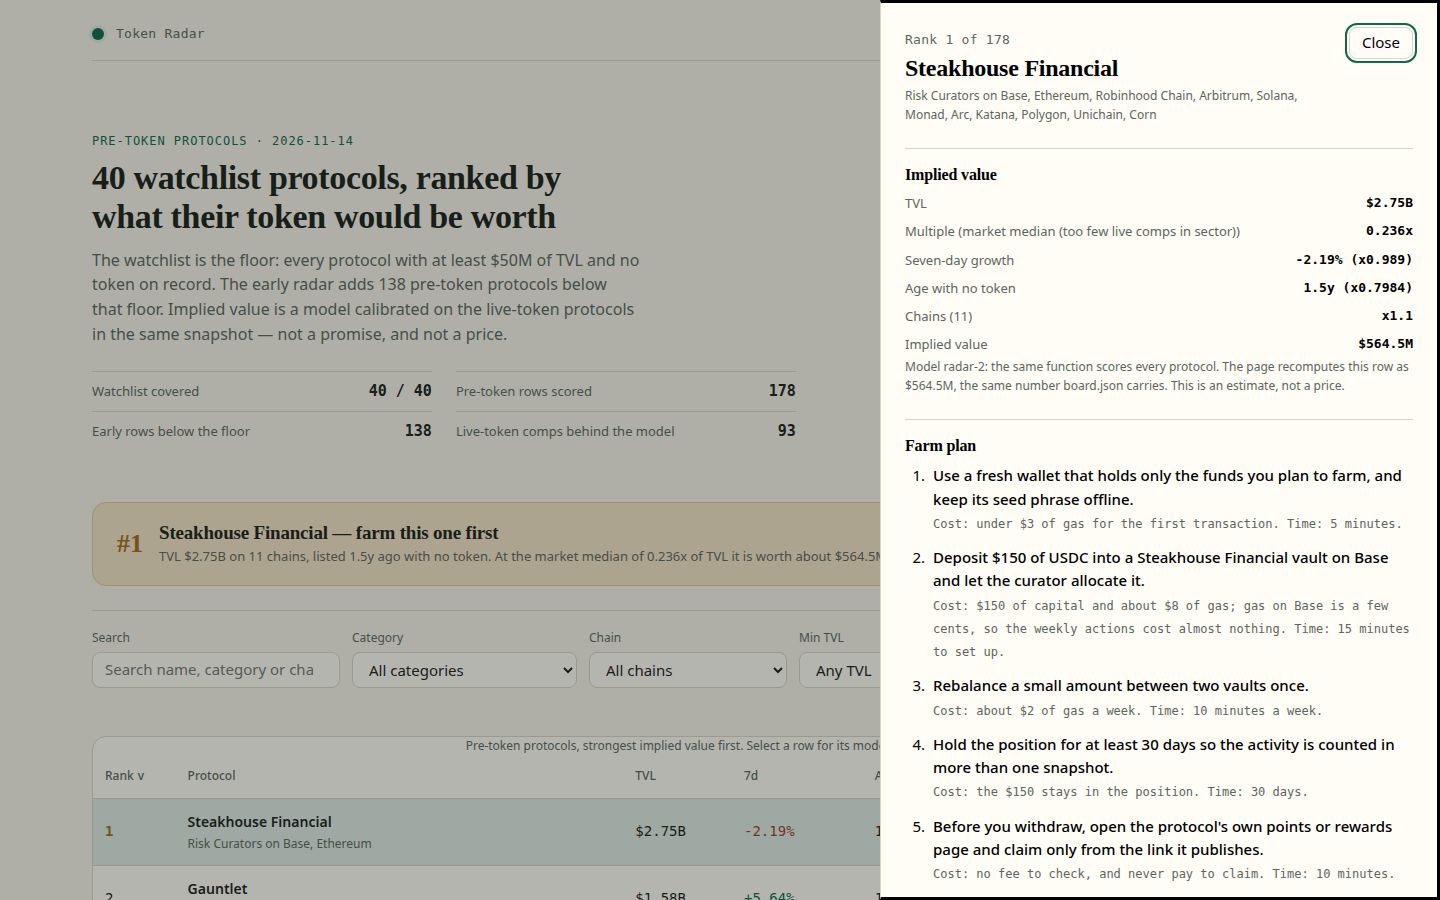 Token Radar
PRE-TOKEN PROTOCOLS · 2026-11-14
40 watchlist protocols, ranked by
what their token would be worth
The watchlist is the floor: every protocol with at least $50M of TVL and no
token on record. The early radar adds 138 pre-token protocols below
that floor. Implied value is a model calibrated on the live-token protocols
in the same snapshot — not a promise, and not a price.
Watchlist covered 40 / 40
Pre-token rows scored 178
Early rows below the floor 138
Live-token comps behind the model 93
#1
Steakhouse Financial — farm this one first
TVL $2.75B on 11 chains, listed 1.5y ago with no token. At the market median of 0.236x of TVL it is worth about $564.5M
Search Category Chain Min TVL
Search name, category or cha All categories All chains Any TVL
Pre-token protocols, strongest implied value first. Select a row for its
Rank v Protocol TVL 7d
1 Steakhouse Financial $2.75B -2.19%
Risk Curators on Base, Ethereum
2 Gauntlet $1.58B +5.64%
Rank 1 of 178
Close
Steakhouse Financial
Risk Curators on Base, Ethereum, Robinhood Chain, Arbitrum, Solana,
Monad, Arc, Katana, Polygon, Unichain, Corn
Implied value
TVL $2.75B
Multiple (market median (too few live comps in sector)) 0.236x
Seven-day growth -2.19% (x0.989)
Age with no token 1.5y (x0.7984)
Chains (11) x1.1
Implied value $564.5M
Model radar-2: the same function scores every protocol. The page recomputes this row as
$564.5M, the same number board.json carries. This is an estimate, not a price.
Farm plan
1. Use a fresh wallet that holds only the funds you plan to farm, and
keep its seed phrase offline.
Cost: under $3 of gas for the first transaction. Time: 5 minutes.
2. Deposit $150 of USDC into a Steakhouse Financial vault on Base
and let the curator allocate it.
Cost: $150 of capital and about $8 of gas; gas on Base is a few
cents, so the weekly actions cost almost nothing. Time: 15 minutes
to set up.
3. Rebalance a small amount between two vaults once.
Cost: about $2 of gas a week. Time: 10 minutes a week.
4. Hold the position for at least 30 days so the activity is counted in
more than one snapshot.
Cost: the $150 stays in the position. Time: 30 days.
5. Before you withdraw, open the protocol's own points or rewards
page and claim only from the link it publishes.
Cost: no fee to check, and never pay to claim. Time: 10 minutes.